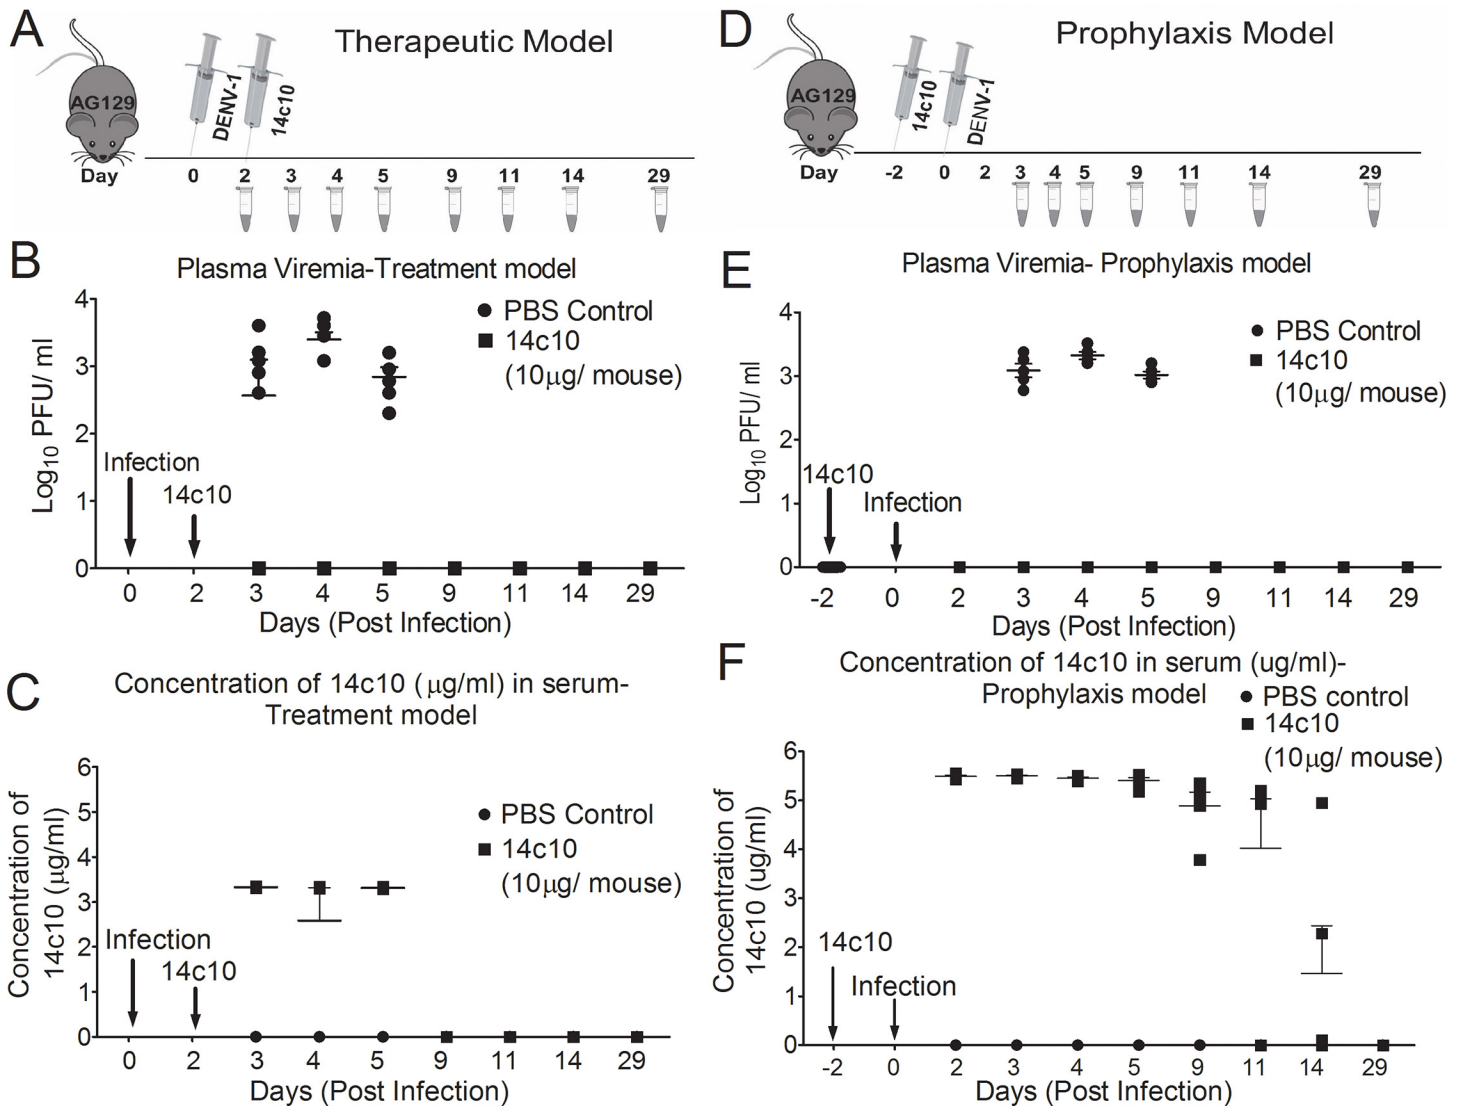 A
Therapeutic Model
AG129
DENV-1
14c10
Day 0 2 3 4 5 9 11 14 29
B
Plasma Viremia-Treatment model
PBS Control
14c10
(10µg/ mouse)
Log10 PFU/ ml
4
3
2
1
0
Infection
14c10
0 2 3 4 5 9 11 14 29
Days (Post Infection)
C
Concentration of 14c10 (µg/ml) in serum-
Treatment model
PBS Control
14c10
(10µg/ mouse)
Concentration of
14c10 (µg/ml)
6
5
4
3
2
1
0
Infection
14c10
0 2 3 4 5 9 11 14 29
Days (Post Infection)
D
Prophylaxis Model
AG129
14c10
DENV-1
Day -2 0 2 3 4 5 9 11 14 29
E
Plasma Viremia- Prophylaxis model
PBS Control
14c10
(10µg/ mouse)
Log10 PFU/ ml
4
3
2
1
0
14c10
Infection
-2 0 2 3 4 5 9 11 14 29
Days (Post Infection)
F
Concentration of 14c10 in serum (ug/ml)-
Prophylaxis model
PBS control
14c10
(10µg/ mouse)
Concentration of
14c10 (ug/ml)
6
5
4
3
2
1
0
14c10
Infection
-2 0 2 3 4 5 9 11 14 29
Days (Post Infection)